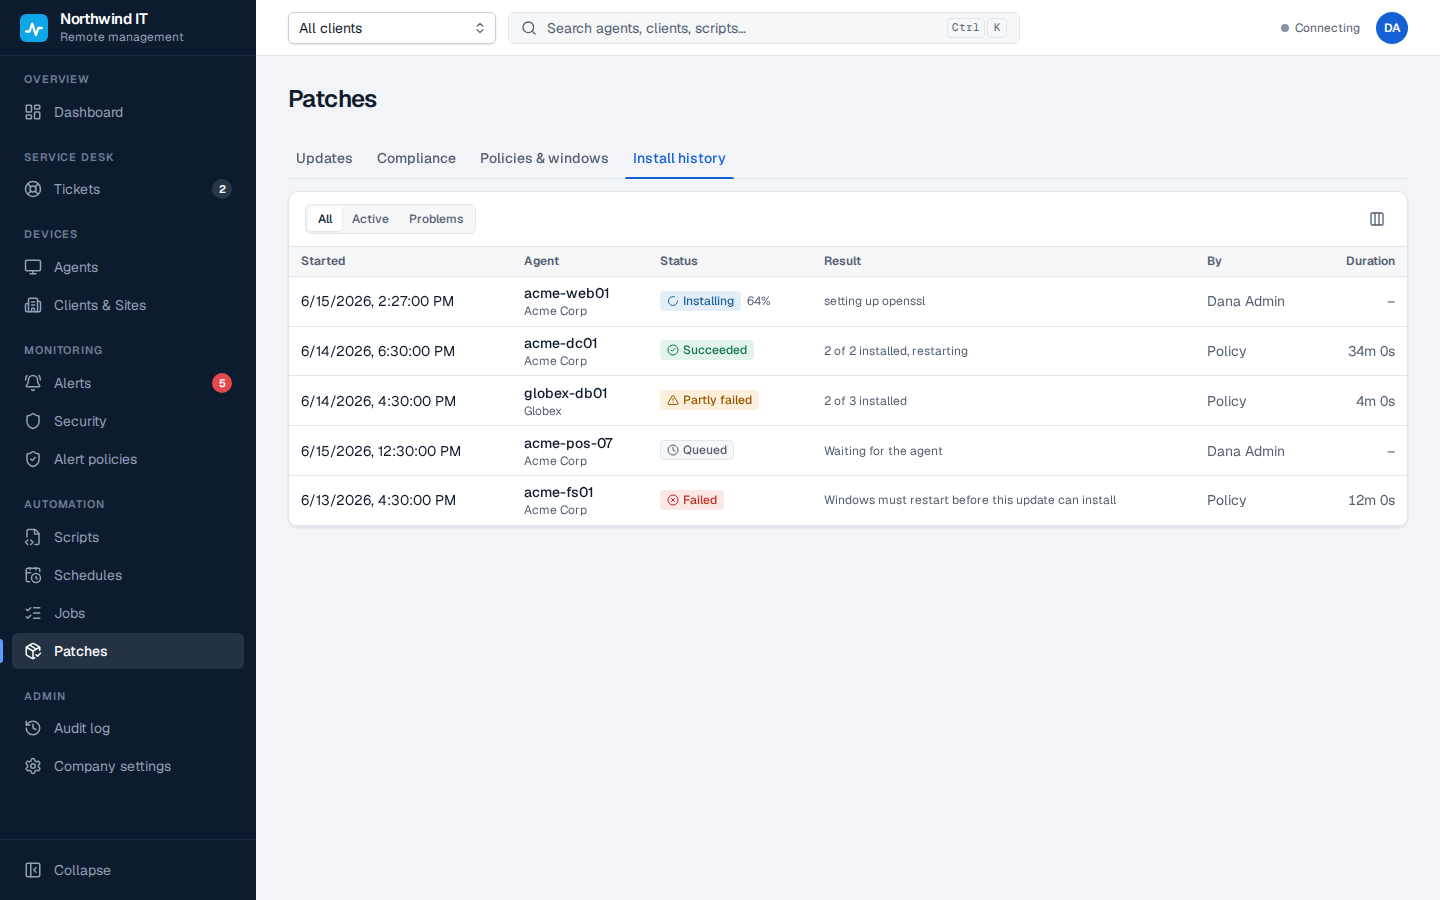 Northwind IT
Remote management
All clients
Search agents, clients, scripts...
Ctrl K
Connecting
DA
OVERVIEW
Dashboard
SERVICE DESK
Tickets 2
DEVICES
Agents
Clients & Sites
MONITORING
Alerts 5
Security
Alert policies
AUTOMATION
Scripts
Schedules
Jobs
Patches
ADMIN
Audit log
Company settings
Collapse
Patches
Updates Compliance Policies & windows Install history
All Active Problems
Started Agent Status Result By Duration
6/15/2026, 2:27:00 PM acme-web01 Installing 64% setting up openssl Dana Admin –
Acme Corp
6/14/2026, 6:30:00 PM acme-dc01 Succeeded 2 of 2 installed, restarting Policy 34m 0s
Acme Corp
6/14/2026, 4:30:00 PM globex-db01 Partly failed 2 of 3 installed Policy 4m 0s
Globex
6/15/2026, 12:30:00 PM acme-pos-07 Queued Waiting for the agent Dana Admin –
Acme Corp
6/13/2026, 4:30:00 PM acme-fs01 Failed Windows must restart before this update can install Policy 12m 0s
Acme Corp